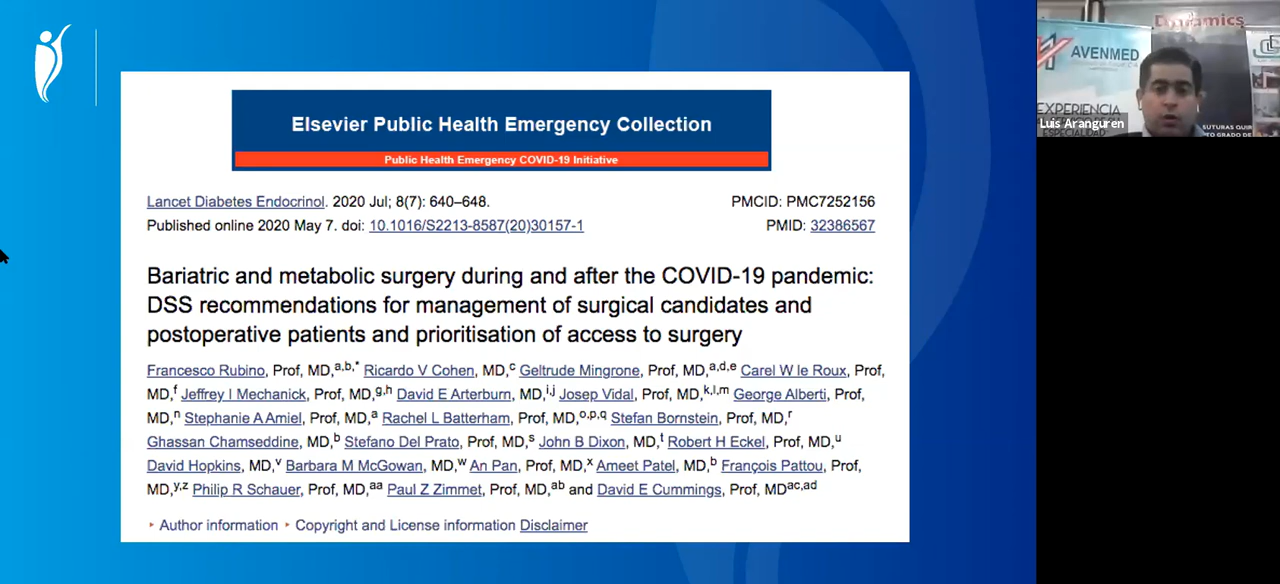 Elsevier Public Health Emergency Collection
Public Health Emergency COVID-19 Initiative
Lancet Diabetes Endocrinol. 2020 Jul; 8(7): 640–648.
PMCID: PMC7252156
Published online 2020 May 7. doi: 10.1016/S2213-8587(20)30157-1
PMID: 32386567
Bariatric and metabolic surgery during and after the COVID-19 pandemic:
DSS recommendations for management of surgical candidates and
postoperative patients and prioritisation of access to surgery
Francesco Rubino, Prof, MD,a,b,* Ricardo V Cohen, MD,c Geltrude Mingrone, Prof, MD,a,d,e Carel W le Roux, Prof,
MD,f Jeffrey I Mechanick, Prof, MD,g,h David E Arterburn, MD,i,j Josep Vidal, Prof, MD,k,l,m George Alberti, Prof,
MD,n Stephanie A Amiel, Prof, MD,a Rachel L Batterham, Prof, MD,o,p,q Stefan Bornstein, Prof, MD,r
Ghassan Chamseddine, MD,b Stefano Del Prato, Prof, MD,s John B Dixon, MD,t Robert H Eckel, Prof, MD,u
David Hopkins, MD,v Barbara M McGowan, MD,w An Pan, Prof, MD,x Ameet Patel, MD,b François Pattou, Prof,
MD,y,z Philip R Schauer, Prof, MD,aa Paul Z Zimmet, Prof, MD,ab and David E Cummings, Prof, MDac,ad
▸ Author information ▸ Copyright and License information Disclaimer
Dynamics
AVENMED
EXPERIENCIA
Luis Aranguren
ESPECIALIDAD
SUTURAS QUIR
TO GRADO DE